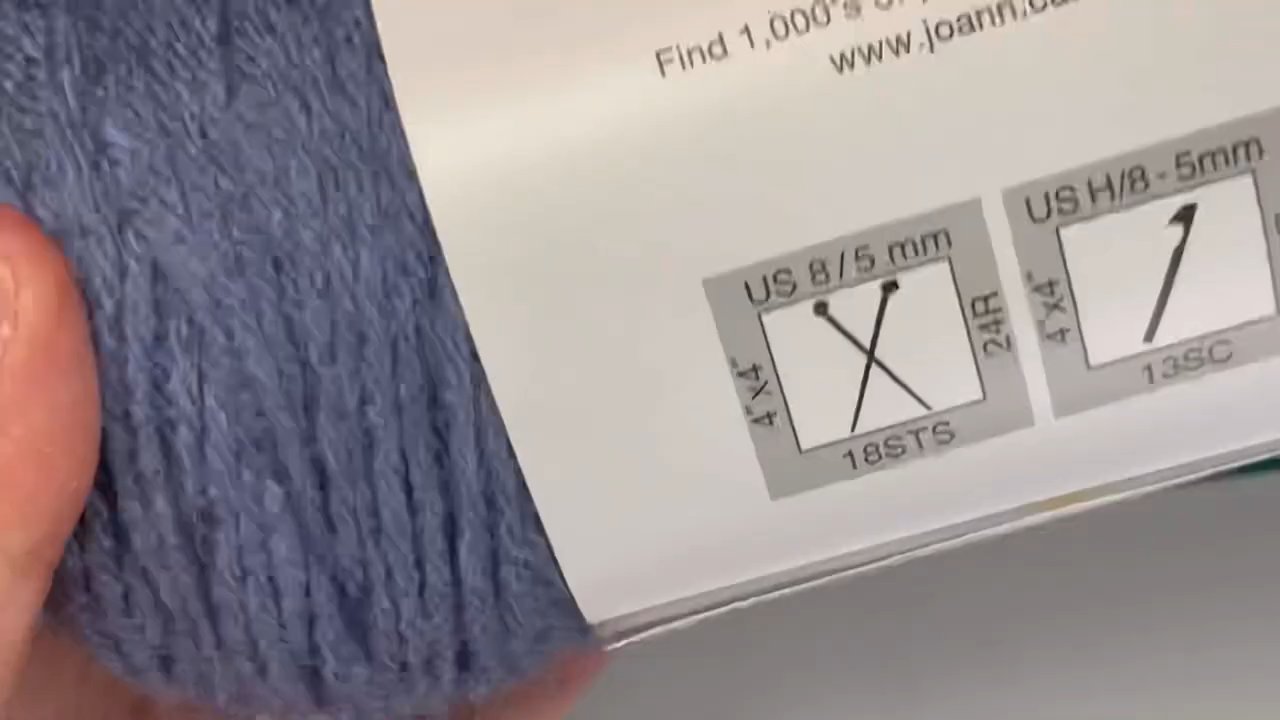 Find 1,000's
www.joann.c
US 8/5 mm
4"X4"
24R
18STS
US H/8-5mm
4"X4"
13SC